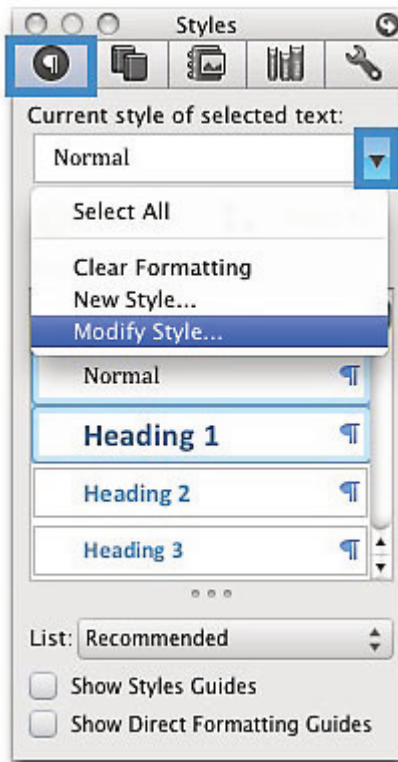 Styles
Current style of selected text:
Normal
Select All
Clear Formatting
New Style...
Modify Style...
Normal ¶
Heading 1 ¶
Heading 2 ¶
Heading 3 ¶
List: Recommended
Show Styles Guides
Show Direct Formatting Guides